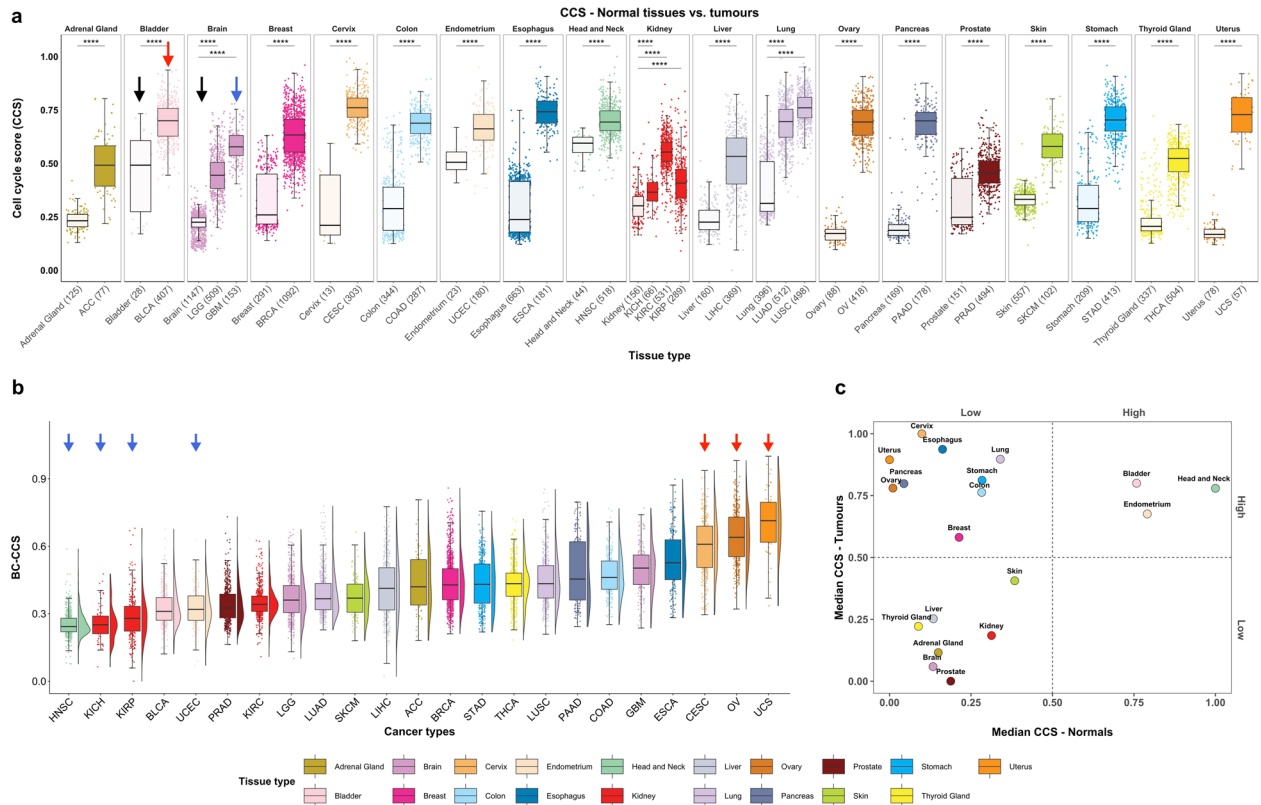 a
CCS - Normal tissues vs. tumours
Adrenal Gland Bladder Brain Breast Cervix Colon Endometrium Esophagus Head and Neck Kidney Liver Lung Ovary Pancreas Prostate Skin Stomach Thyroid Gland Uterus
**** **** **** **** **** **** **** **** **** **** **** **** **** **** **** **** **** **** ****
**** **** ****
****
Cell cycle score (CCS)
1.00
0.75
0.50
0.25
0.00
Adrenal Gland (125)
ACC (77)
Bladder (28)
BLCA (407)
Brain (1147)
LGG (509)
GBM (153)
Breast (291)
BRCA (1092)
Cervix (13)
CESC (303)
Colon (344)
COAD (287)
Endometrium (23)
UCEC (180)
Esophagus (663)
ESCA (181)
Head and Neck (44)
HNSC (518)
Kidney (156)
KICH (66)
KIRC (531)
KIRP (289)
Liver (160)
LIHC (369)
Lung (396)
LUAD (512)
LUSC (498)
Ovary (88)
OV (418)
Pancreas (169)
PAAD (178)
Prostate (151)
PRAD (494)
Skin (557)
SKCM (102)
Stomach (209)
STAD (413)
Thyroid Gland (337)
THCA (504)
Uterus (78)
UCS (57)
Tissue type
b
BC-CCS
0.9
0.6
0.3
0.0
HNSC
KICH
KIRP
BLCA
UCEC
PRAD
KIRC
LGG
LUAD
SKCM
LIHC
ACC
BRCA
STAD
THCA
LUSC
PAAD
COAD
GBM
ESCA
CESC
OV
UCS
Cancer types
c
Low High
Median CCS - Tumours
1.00
0.75
0.50
0.25
0.00
High
Low
Cervix
Esophagus
Uterus
Lung
Pancreas
Ovary
Stomach
Colon
Bladder
Head and Neck
Endometrium
Breast
Skin
Liver
Thyroid Gland
Kidney
Adrenal Gland
Brain
Prostate
0.00 0.25 0.50 0.75 1.00
Median CCS - Normals
Tissue type
Adrenal Gland Brain Cervix Endometrium Head and Neck Liver Ovary Prostate Stomach Uterus
Bladder Breast Colon Esophagus Kidney Lung Pancreas Skin Thyroid Gland